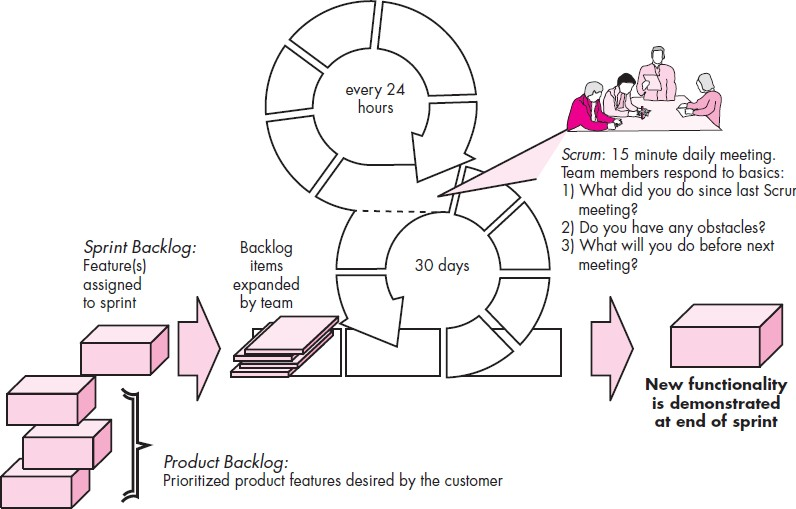 every 24
hours
Scrum: 15 minute daily meeting.
Team members respond to basics:
1) What did you do since last Scrum
meeting?
2) Do you have any obstacles?
3) What will you do before next
meeting?
Sprint Backlog:
Feature(s)
assigned
to sprint
Backlog
items
expanded
by team
30 days
New functionality
is demonstrated
at end of sprint
Product Backlog:
Prioritized product features desired by the customer